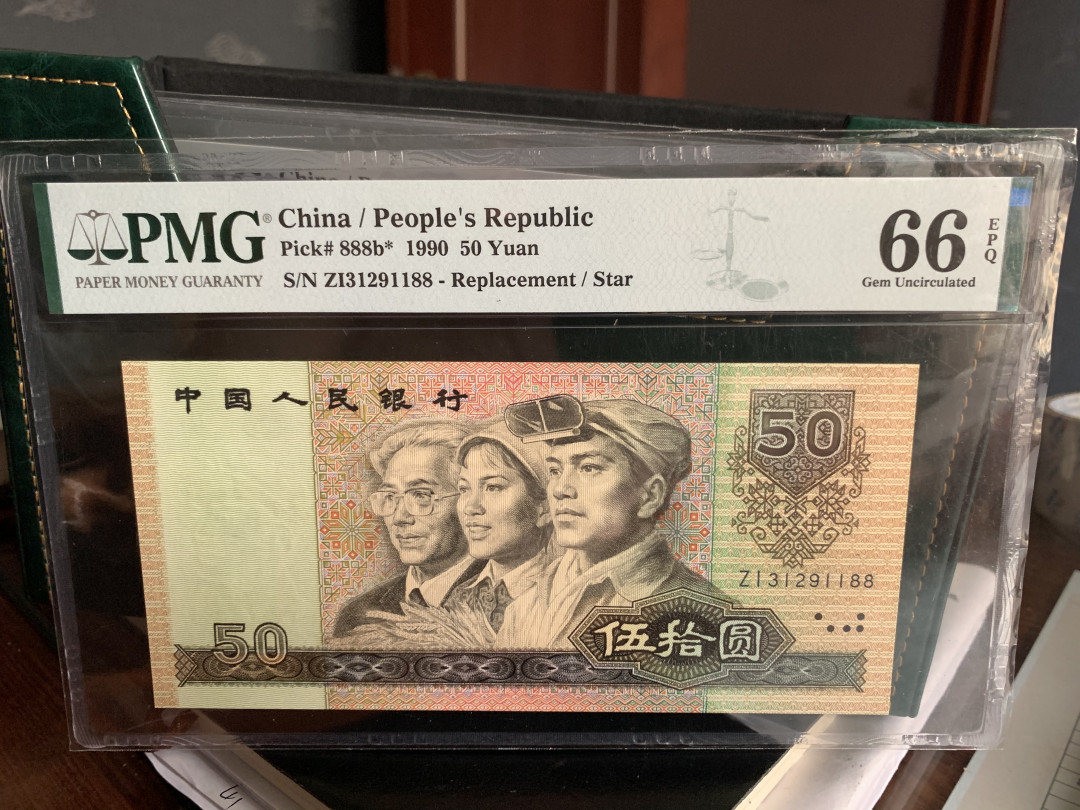 PMG® China / People's Republic
Pick# 888b* 1990 50 Yuan
PAPER MONEY GUARANTY
S/N ZI31291188 - Replacement / Star
66 EPQ
Gem Uncirculated
中国人民银行
50
ZI31291188
50
伍拾圆